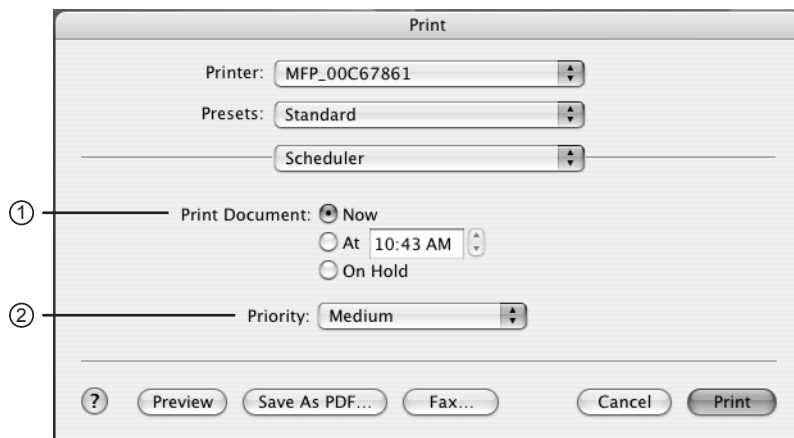 Print
Printer: MFP_00C67861
Presets: Standard
Scheduler
① Print Document: Now
At 10:43 AM
On Hold
② Priority: Medium
? Preview Save As PDF... Fax... Cancel Print